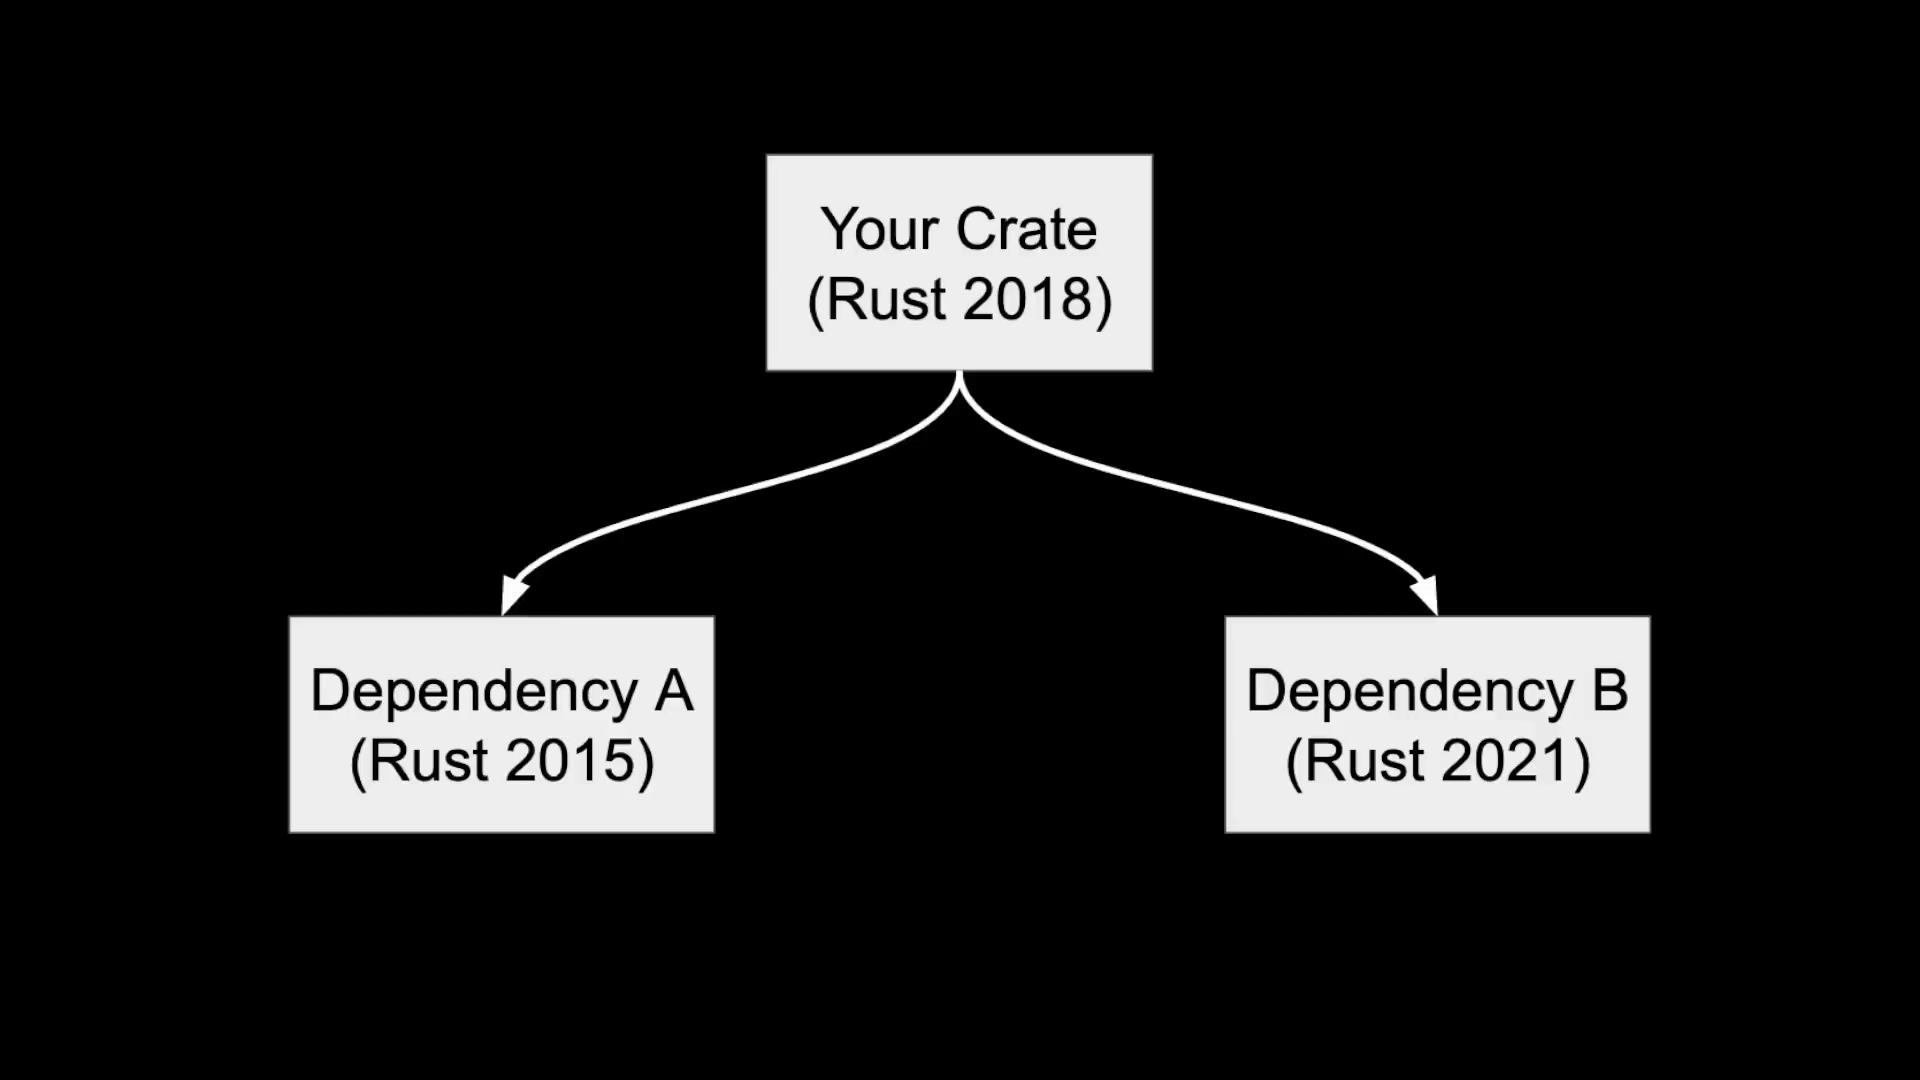 Your Crate
(Rust 2018)
Dependency A
(Rust 2015)
Dependency B
(Rust 2021)